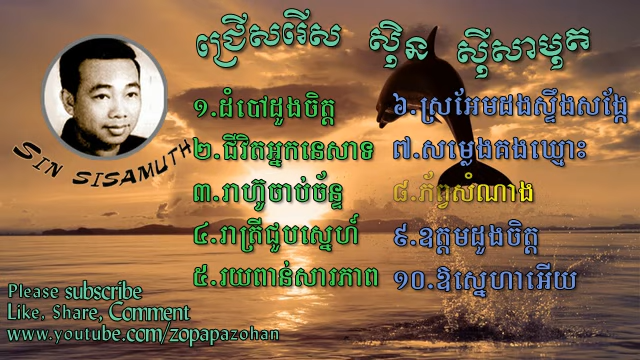 ជ្រើសរើស ស៊ិន ស៊ីសាមុត
SIN SISAMUTH
១.ដំបៅដួងចិត្ត
២.ជីវិតអ្នកនេសាទ
៣.រាហ៊ូចាប់ច័ន្ទ
៤.រាត្រីជួបស្នេហ៍
៥.រយពាន់សារភាព
៦.ស្រអែមដងស្ទឹងសង្កែ
៧.សម្លេងគងឃ្មោះ
៨.ភ័ព្វសំណាង
៩.ឧត្តមដួងចិត្ត
១០.ឱស្នេហាអើយ
Please subscribe
Like, Share, Comment
www.youtube.com/zopapazohan